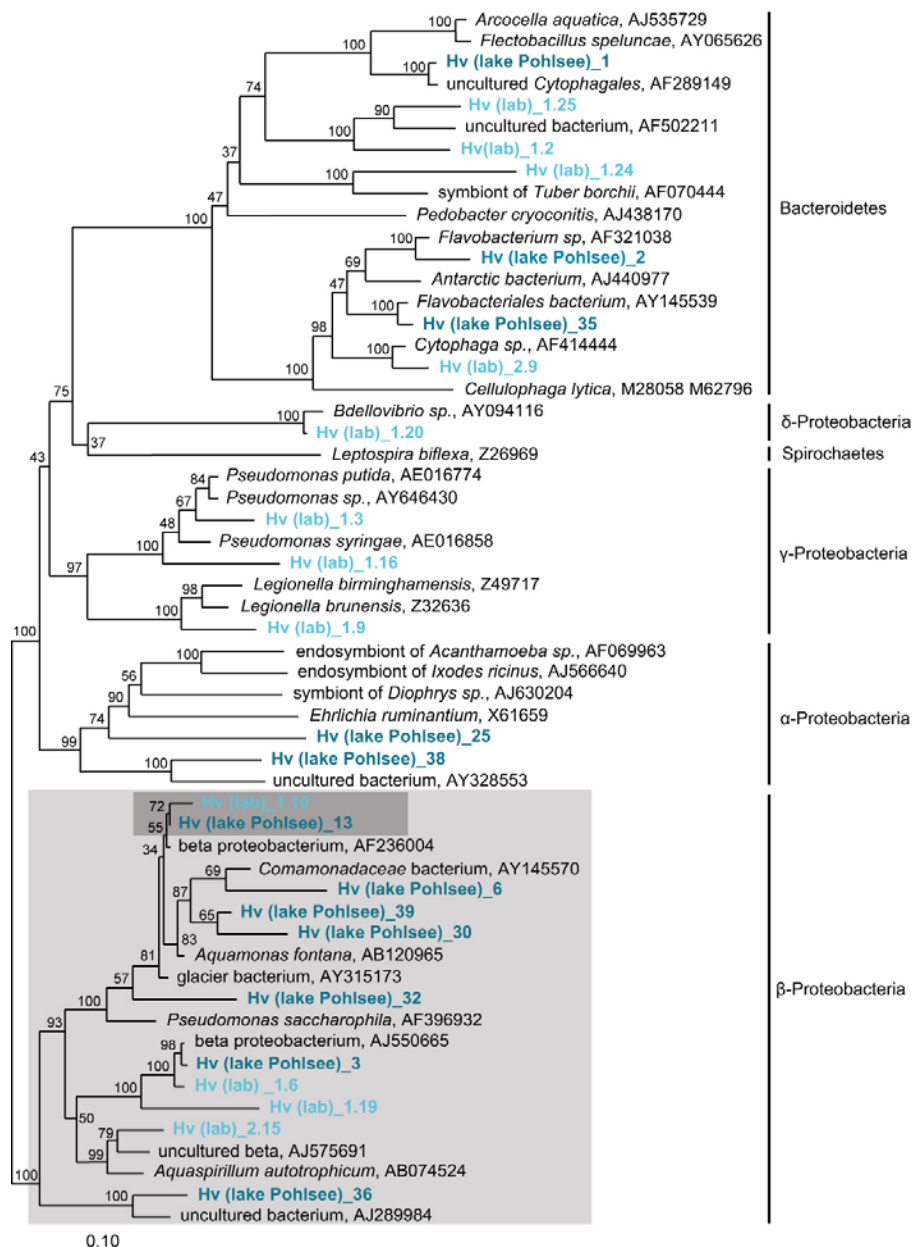 Arcocella aquatica, AJ535729
100
Flectobacillus speluncae, AY065626
100
Hv (lake Pohlsee)_1
100
uncultured Cytophagales, AF289149
74
Hv (lab)_1.25
90
uncultured bacterium, AF502211
100
Hv(lab)_1.2
37
Hv (lab)_1.24
100
symbiont of Tuber borchii, AF070444
47
Pedobacter cryoconitis, AJ438170
Bacteroidetes
100
Flavobacterium sp, AF321038
100
Hv (lake Pohlsee)_2
69
Antarctic bacterium, AJ440977
47
Flavobacteriales bacterium, AY145539
100
Hv (lake Pohlsee)_35
98
Cytophaga sp., AF414444
100
Hv (lab)_2.9
100
Cellulophaga lytica, M28058 M62796
75
Bdellovibrio sp., AY094116
100
Hv (lab)_1.20
δ-Proteobacteria
37
Leptospira biflexa, Z26969
Spirochaetes
43
Pseudomonas putida, AE016774
84
Pseudomonas sp., AY646430
67
Hv (lab)_1.3
48
Pseudomonas syringae, AE016858
100
Hv (lab)_1.16
γ-Proteobacteria
97
Legionella birminghamensis, Z49717
98
Legionella brunensis, Z32636
100
Hv (lab)_1.9
100
endosymbiont of Acanthamoeba sp., AF069963
100
endosymbiont of Ixodes ricinus, AJ566640
56
symbiont of Diophrys sp., AJ630204
90
Ehrlichia ruminantium, X61659
α-Proteobacteria
74
Hv (lake Pohlsee)_25
99
Hv (lake Pohlsee)_38
100
uncultured bacterium, AY328553
Hv (lab)_1.10
72
Hv (lake Pohlsee)_13
55
beta proteobacterium, AF236004
34
Comamonadaceae bacterium, AY145570
69
Hv (lake Pohlsee)_6
87
Hv (lake Pohlsee)_39
65
Hv (lake Pohlsee)_30
83
Aquamonas fontana, AB120965
81
glacier bacterium, AY315173
57
Hv (lake Pohlsee)_32
β-Proteobacteria
100
Pseudomonas saccharophila, AF396932
93
beta proteobacterium, AJ550665
98
Hv (lake Pohlsee)_3
100
Hv (lab) _1.6
100
Hv (lab)_1.19
50
Hv (lab)_2.15
79
uncultured beta, AJ575691
99
Aquaspirillum autotrophicum, AB074524
100
Hv (lake Pohlsee)_36
100
uncultured bacterium, AJ289984
0.10